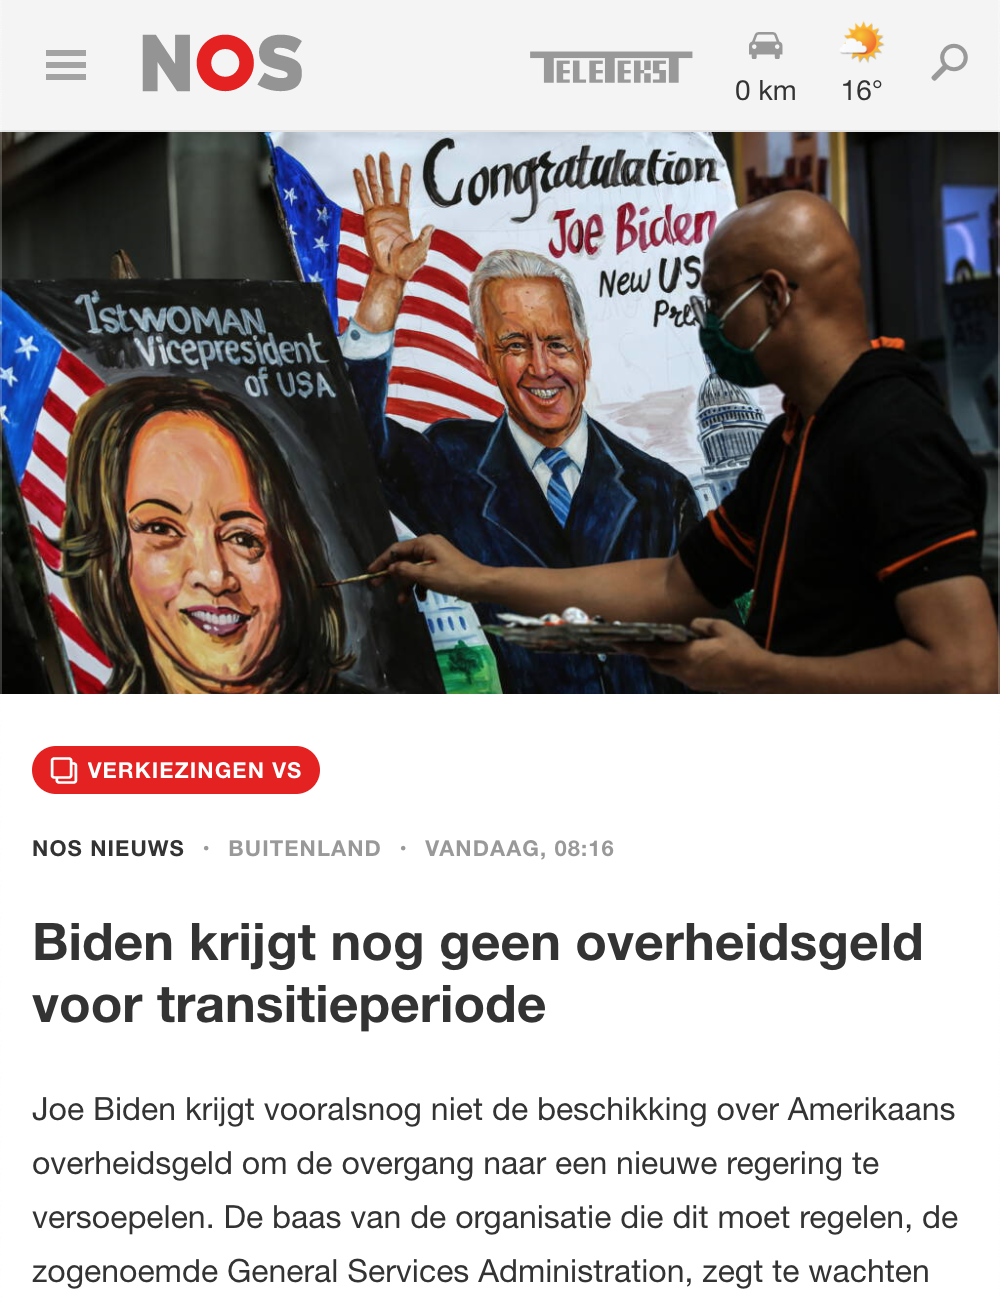 NOS
TELETEKST
0 km
16°
Congratulation
Joe Biden
New US
Pre
1st WOMAN
Vicepresident
of USA
VERKIEZINGEN VS
NOS NIEUWS · BUITENLAND · VANDAAG, 08:16
Biden krijgt nog geen overheidsgeld
voor transitieperiode
Joe Biden krijgt vooralsnog niet de beschikking over Amerikaans
overheidsgeld om de overgang naar een nieuwe regering te
versoepelen. De baas van de organisatie die dit moet regelen, de
zogenoemde General Services Administration, zegt te wachten